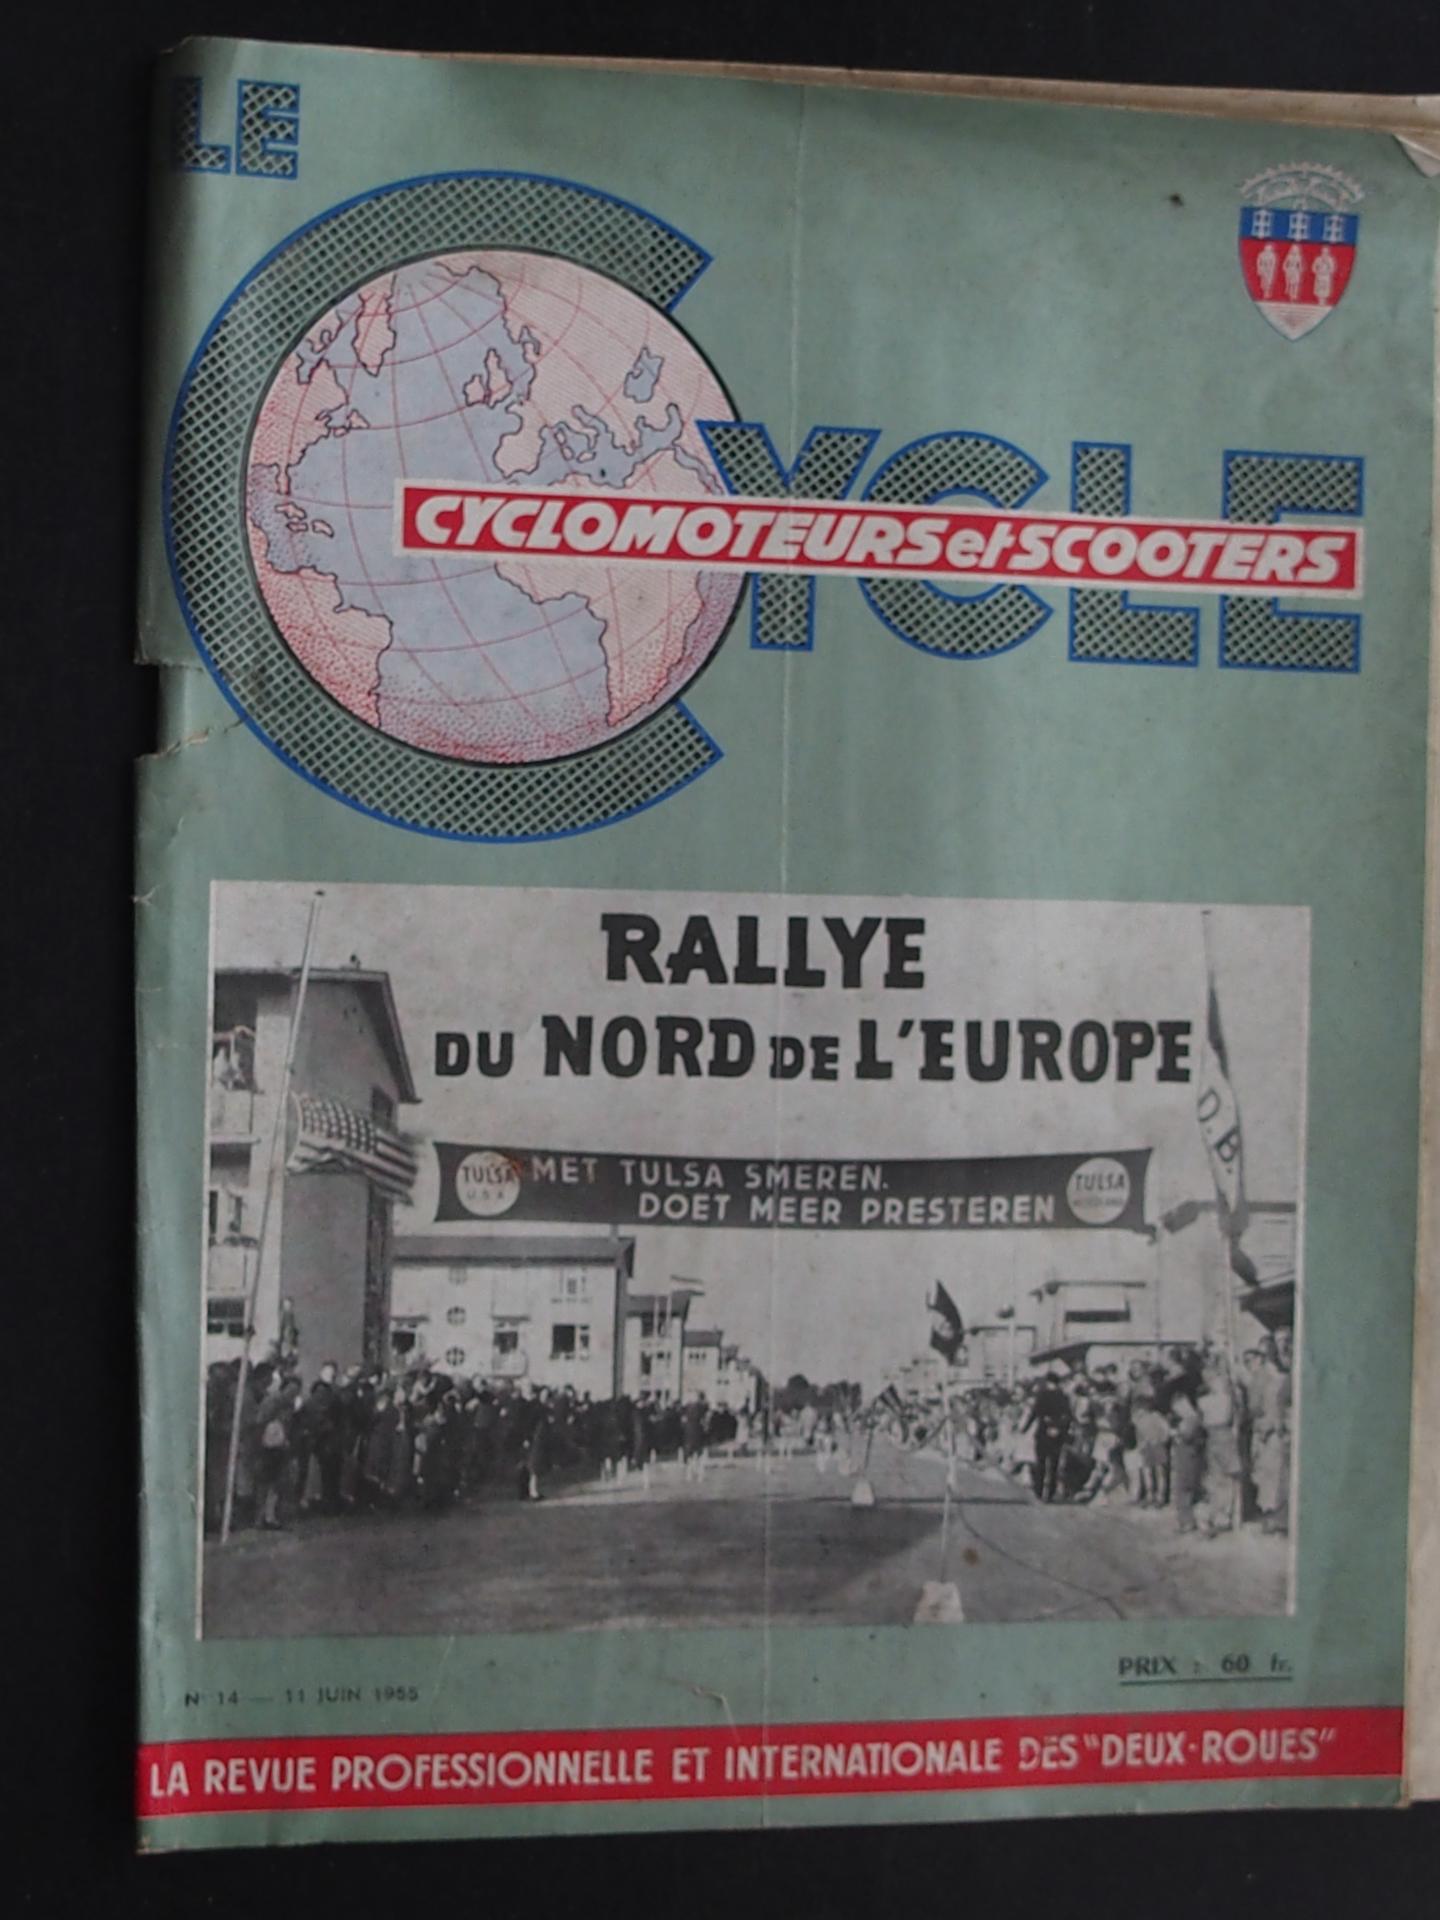 LE
CYCLE
CYCLOMOTEURS et SCOOTERS
RALLYE
DU NORD DE L'EUROPE
D.B.
TULSA
U.S.A
MET TULSA SMEREN.
DOET MEER PRESTEREN
TULSA
PRIX : 60 fr.
N° 14 — 11 JUIN 1955
LA REVUE PROFESSIONNELLE ET INTERNATIONALE DES "DEUX-ROUES"